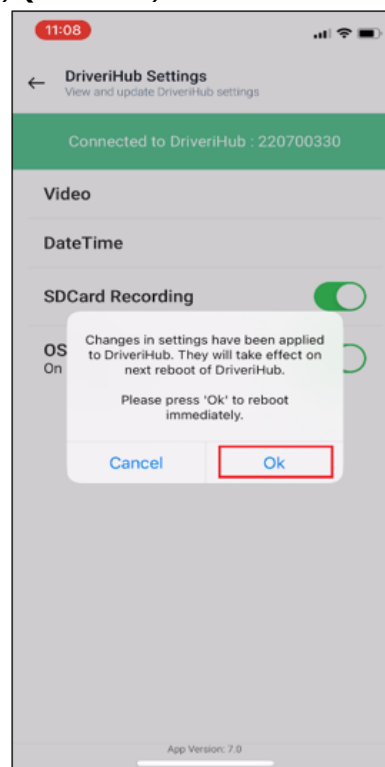 11:08
DriveriHub Settings
View and update DriveriHub settings
Connected to DriveriHub : 220700330
Video
DateTime
SDCard Recording
OS
On
Changes in settings have been applied
to DriveriHub. They will take effect on
next reboot of DriveriHub.
Please press 'Ok' to reboot
immediately.
Cancel Ok
App Version: 7.0